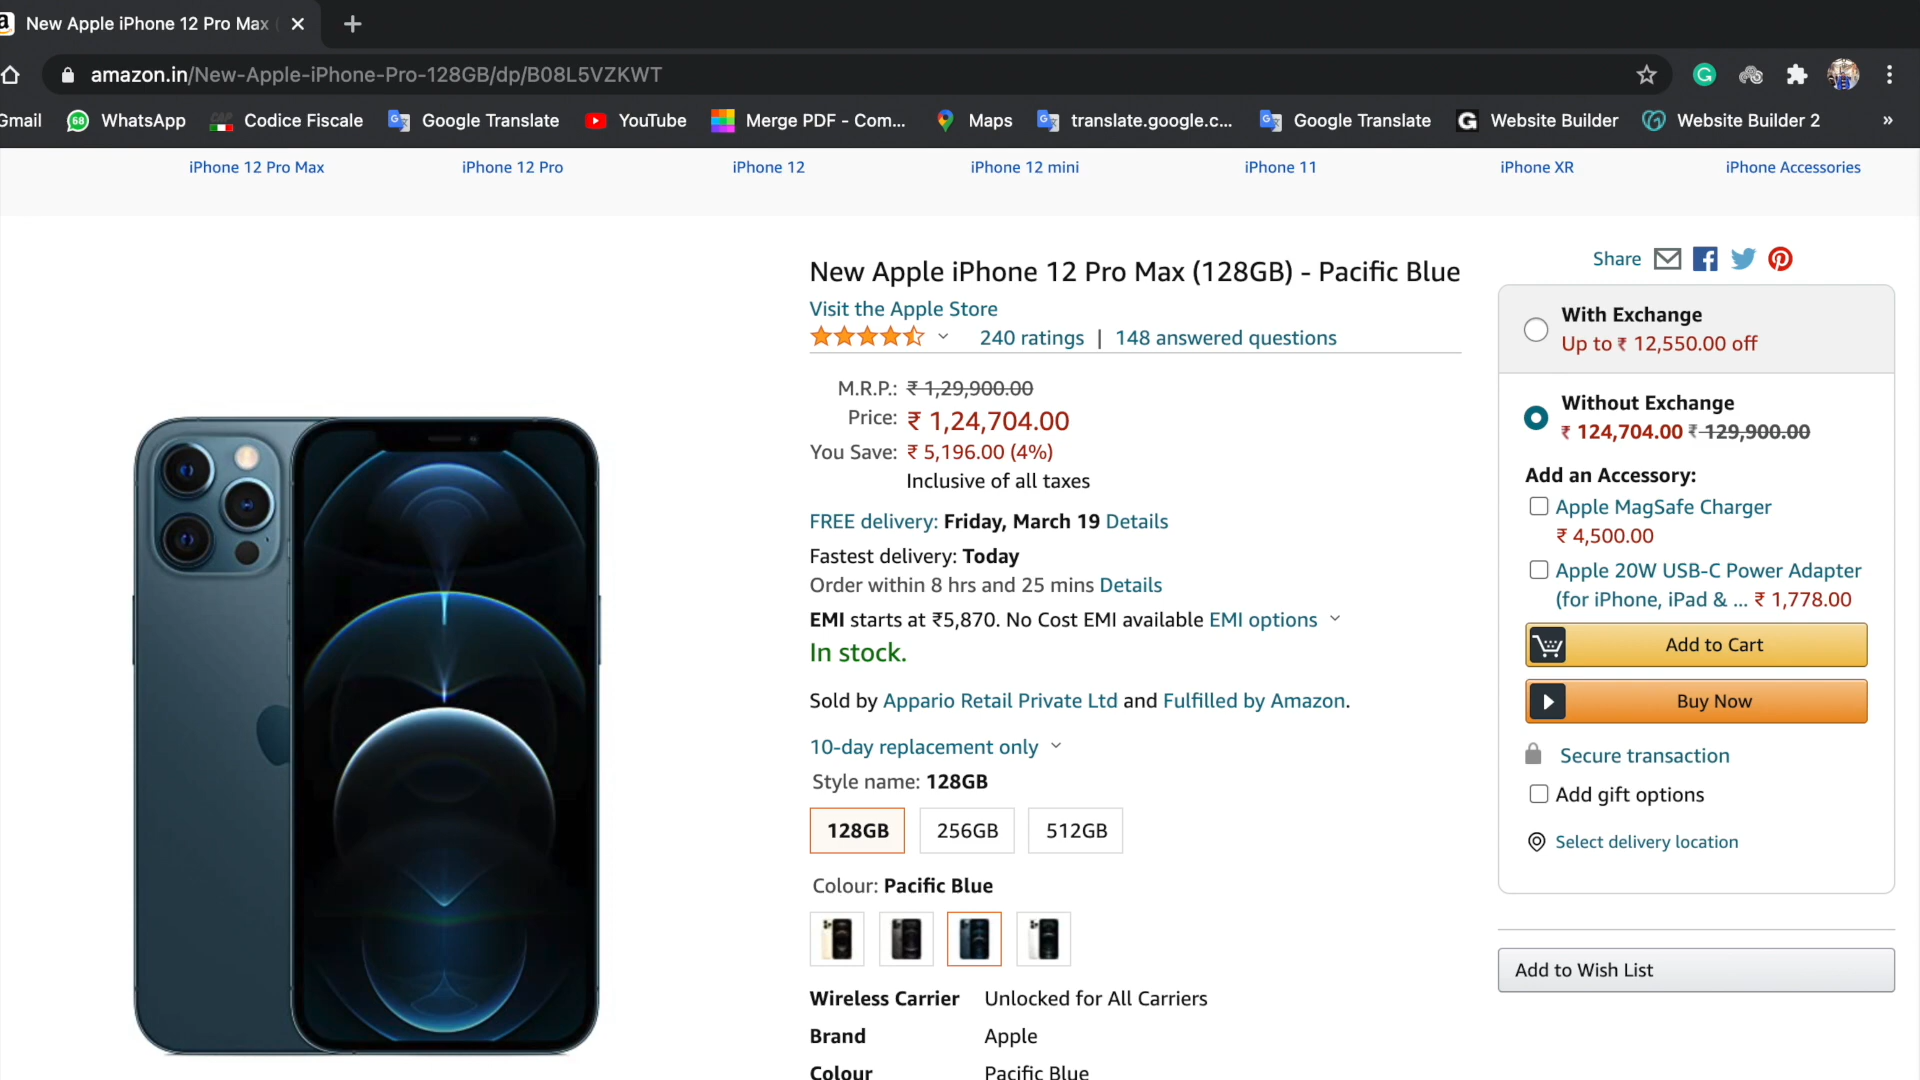 New Apple iPhone 12 Pro Max
amazon.in/New-Apple-iPhone-Pro-128GB/dp/B08L5VZKWT
Gmail 68 WhatsApp Codice Fiscale Google Translate YouTube Merge PDF - Com... Maps translate.google.c... Google Translate Website Builder Website Builder 2 »
iPhone 12 Pro Max iPhone 12 Pro iPhone 12 iPhone 12 mini iPhone 11 iPhone XR iPhone Accessories
New Apple iPhone 12 Pro Max (128GB) - Pacific Blue
Visit the Apple Store
240 ratings | 148 answered questions
M.R.P.: ₹ 1,29,900.00
Price: ₹ 1,24,704.00
You Save: ₹ 5,196.00 (4%)
Inclusive of all taxes
FREE delivery: Friday, March 19 Details
Fastest delivery: Today
Order within 8 hrs and 25 mins Details
EMI starts at ₹5,870. No Cost EMI available EMI options
In stock.
Sold by Appario Retail Private Ltd and Fulfilled by Amazon.
10-day replacement only
Style name: 128GB
128GB 256GB 512GB
Colour: Pacific Blue
Wireless Carrier Unlocked for All Carriers
Brand Apple
Colour Pacific Blue
Share
With Exchange
Up to ₹ 12,550.00 off
Without Exchange
₹ 124,704.00 ₹ 129,900.00
Add an Accessory:
Apple MagSafe Charger
₹ 4,500.00
Apple 20W USB-C Power Adapter
(for iPhone, iPad & ... ₹ 1,778.00
Add to Cart
Buy Now
Secure transaction
Add gift options
Select delivery location
Add to Wish List